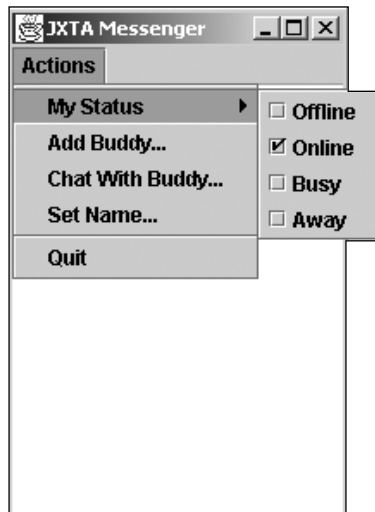 JXTA Messenger
Actions
My Status
Add Buddy...
Chat With Buddy...
Set Name...
Quit
Offline
Online
Busy
Away